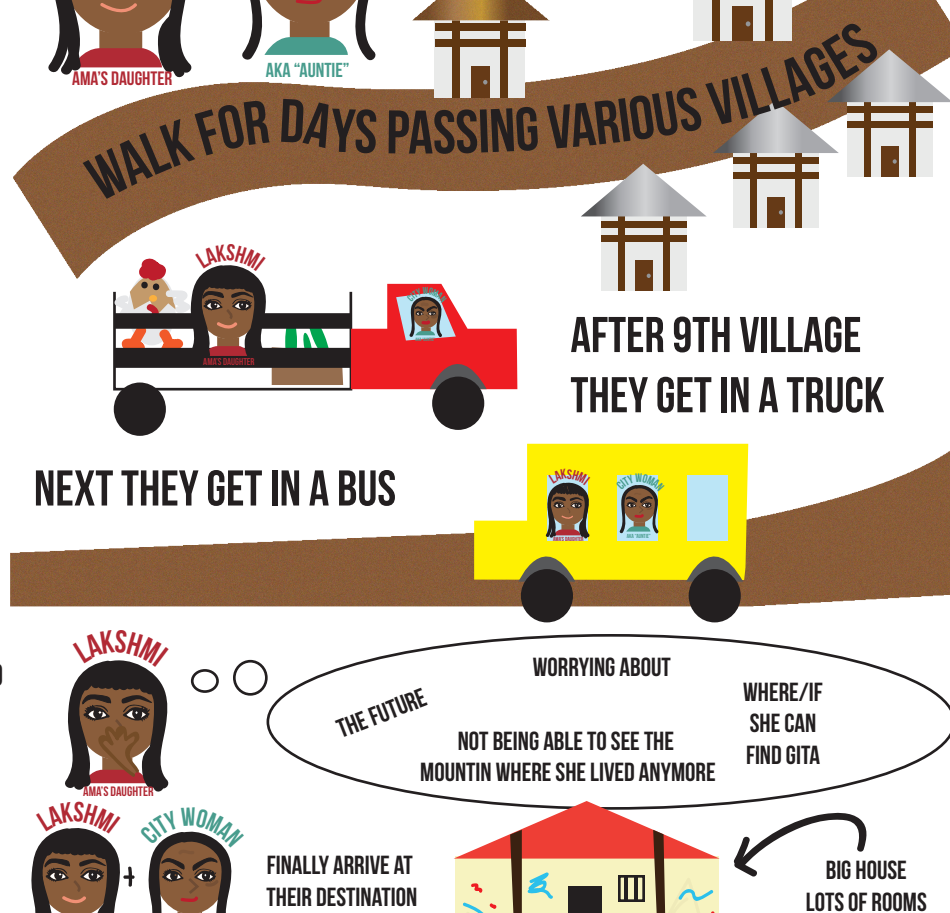 AMA'S DAUGHTER
AKA "AUNTIE"
WALK FOR DAYS PASSING VARIOUS VILLAGES
LAKSHMI
AMA'S DAUGHTER
CITY WOMAN
AFTER 9TH VILLAGE
THEY GET IN A TRUCK
NEXT THEY GET IN A BUS
LAKSHMI
AMA'S DAUGHTER
CITY WOMAN
AKA "AUNTIE"
LAKSHMI
AMA'S DAUGHTER
WORRYING ABOUT
THE FUTURE
WHERE/IF
SHE CAN
FIND GITA
NOT BEING ABLE TO SEE THE
MOUNTIN WHERE SHE LIVED ANYMORE
LAKSHMI
+
CITY WOMAN
FINALLY ARRIVE AT
THEIR DESTINATION
BIG HOUSE
LOTS OF ROOMS